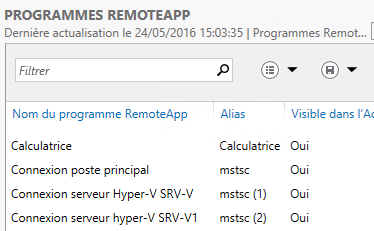 PROGRAMMES REMOTEAPP
Dernière actualisation le 24/05/2016 15:03:35 | Programmes Remot...
Filtrer
Nom du programme RemoteApp Alias Visible dans l'Ac
Calculatrice Calculatrice Oui
Connexion poste principal mstsc Oui
Connexion serveur Hyper-V SRV-V mstsc (1) Oui
Connexion serveur hyper-V SRV-V1 mstsc (2) Oui